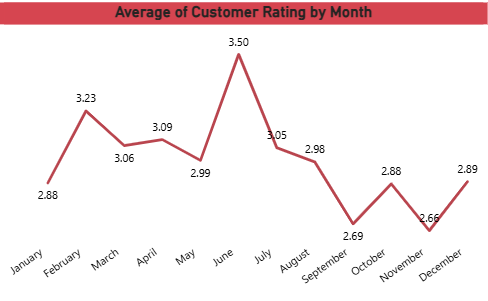 Average of Customer Rating by Month
3.50
3.23
3.09
3.06
3.05
2.99
2.98
2.88
2.88
2.89
2.69
2.66
January
February
March
April
May
June
July
August
September
October
November
December